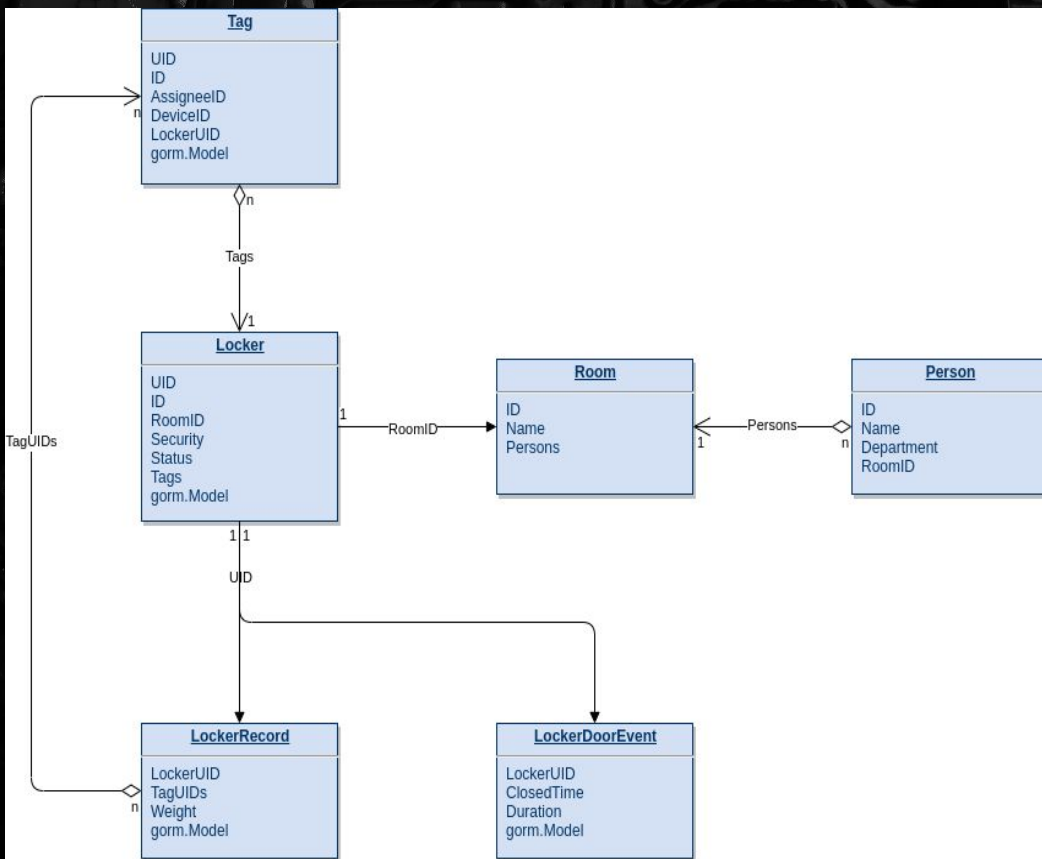 Tag
UID
ID
AssigneeID
DeviceID
LockerUID
gorm.Model
n
n
Tags
1
Locker
UID
ID
RoomID
Security
Status
Tags
gorm.Model
1
RoomID
Room
ID
Name
Persons
1
Persons
n
Person
ID
Name
Department
RoomID
TagUIDs
1 1
UID
LockerRecord
LockerUID
TagUIDs
Weight
gorm.Model
n
LockerDoorEvent
LockerUID
ClosedTime
Duration
gorm.Model